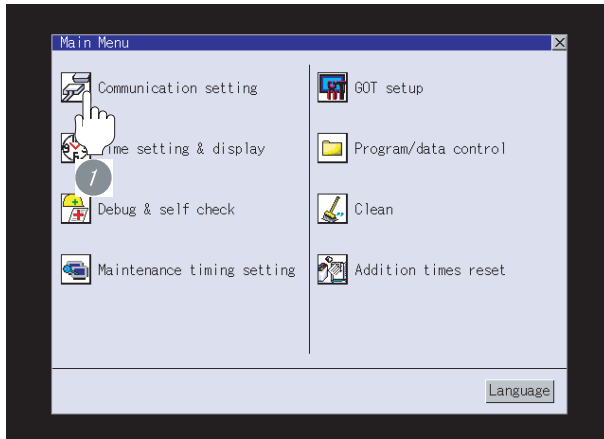 Main Menu
Communication setting
Time setting & display
1
Debug & self check
Maintenance timing setting
GOT setup
Program/data control
Clean
Addition times reset
Language